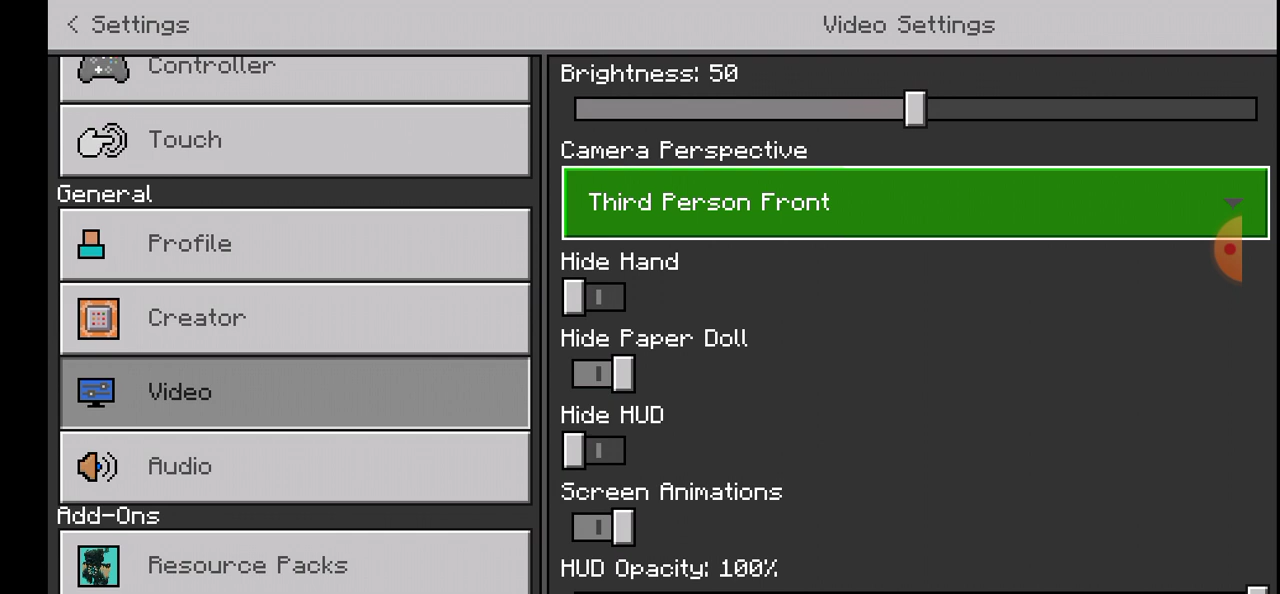 Settings
Video Settings
Controller
Touch
General
Profile
Creator
Video
Audio
Add-Ons
Resource Packs
Brightness: 50
Camera Perspective
Third Person Front
Hide Hand
Hide Paper Doll
Hide HUD
Screen Animations
HUD Opacity: 100%